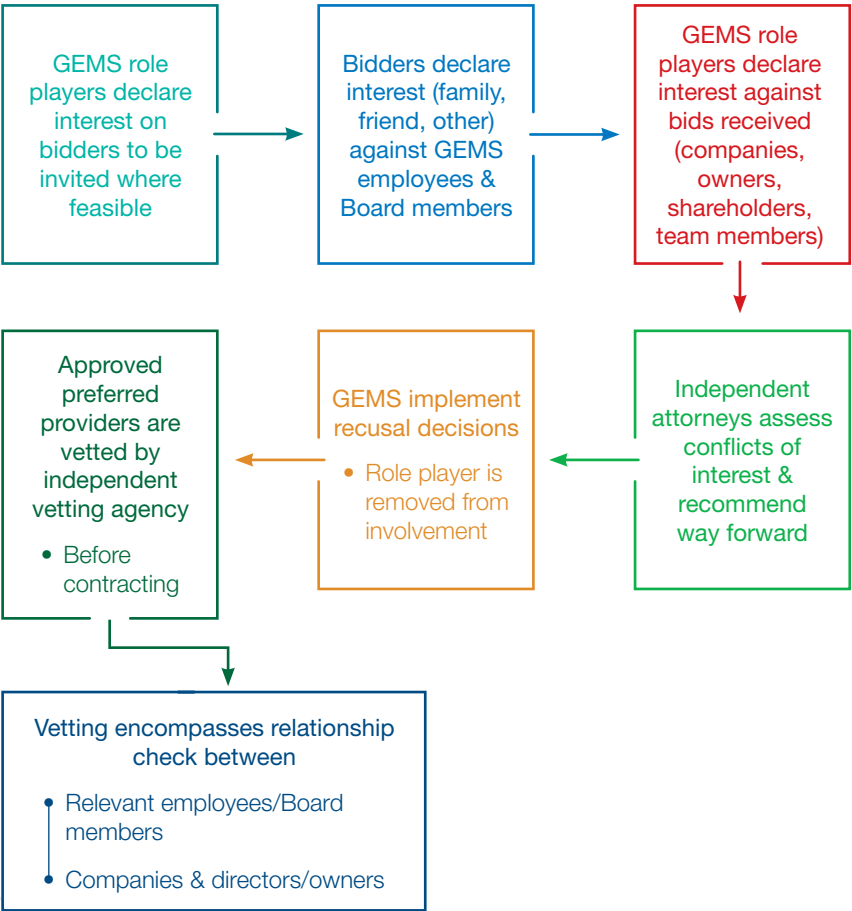 GEMS role
players declare
interest on
bidders to be
invited where
feasible
Bidders declare
interest (family,
friend, other)
against GEMS
employees &
Board members
GEMS role
players declare
interest against
bids received
(companies,
owners,
shareholders,
team members)
Independent
attorneys assess
conflicts of
interest &
recommend
way forward
GEMS implement
recusal decisions
• Role player is
removed from
involvement
Approved
preferred
providers are
vetted by
independent
vetting agency
• Before
contracting
Vetting encompasses relationship
check between
• Relevant employees/Board
members
• Companies & directors/owners